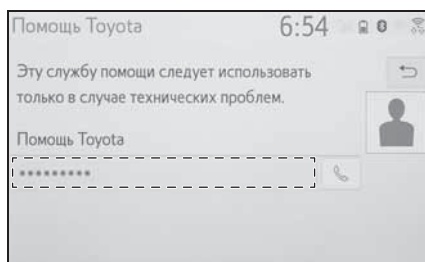 Помощь Toyota 6:54
Эту службу помощи следует использовать
только в случае технических проблем.
Помощь Toyota
*********